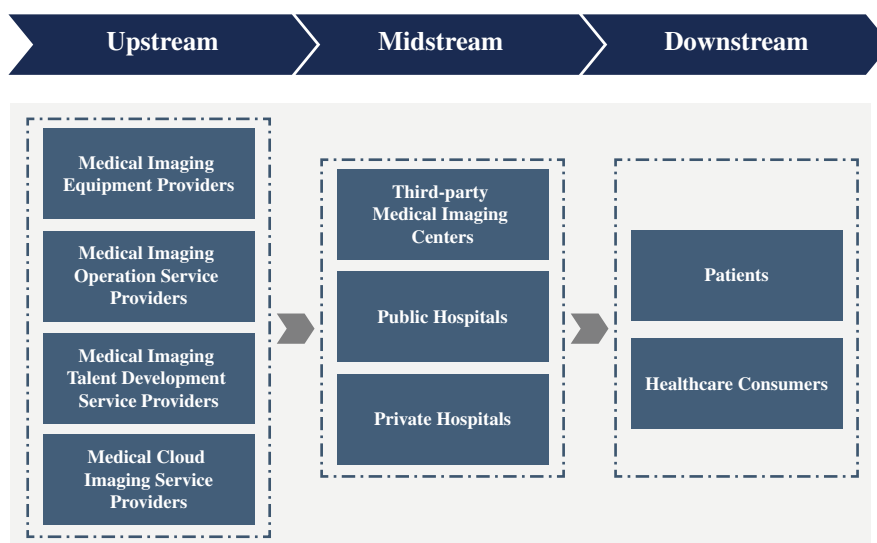 Upstream
Midstream
Downstream
Medical Imaging
Equipment Providers
Medical Imaging
Operation Service
Providers
Medical Imaging
Talent Development
Service Providers
Medical Cloud
Imaging Service
Providers
Third-party
Medical Imaging
Centers
Public Hospitals
Private Hospitals
Patients
Healthcare Consumers